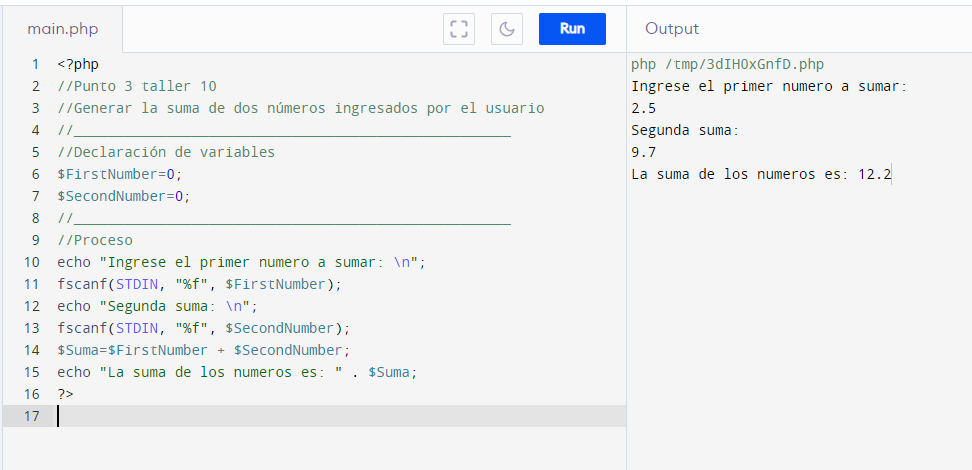 main.php
Run
Output
1 <?php
2 //Punto 3 taller 10
3 //Generar la suma de dos números ingresados por el usuario
4 //____________________________________________________
5 //Declaración de variables
6 $FirstNumber=0;
7 $SecondNumber=0;
8 //____________________________________________________
9 //Proceso
10 echo "Ingrese el primer numero a sumar: \n";
11 fscanf(STDIN, "%f", $FirstNumber);
12 echo "Segunda suma: \n";
13 fscanf(STDIN, "%f", $SecondNumber);
14 $Suma=$FirstNumber + $SecondNumber;
15 echo "La suma de los numeros es: " . $Suma;
16 ?>
17
php /tmp/3dIHOxGnfD.php
Ingrese el primer numero a sumar:
2.5
Segunda suma:
9.7
La suma de los numeros es: 12.2